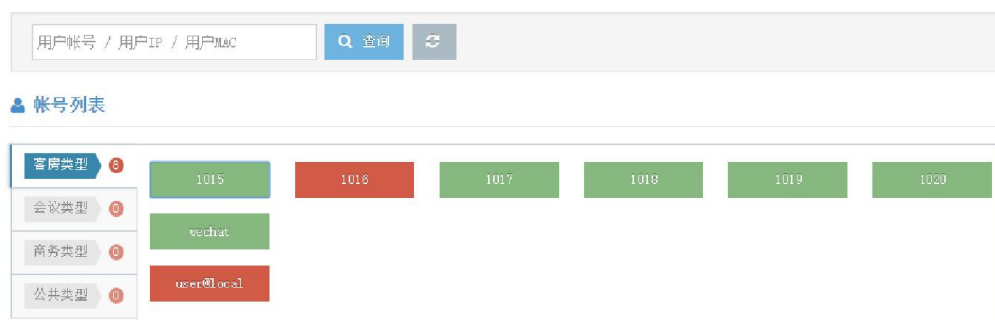 用户帐号 / 用户IP / 用户MAC 查询
帐号列表
客房类型 8
1015 1016 1017 1018 1019 1020
会议类型 0
wechat
商务类型 0
user@local
公共类型 0